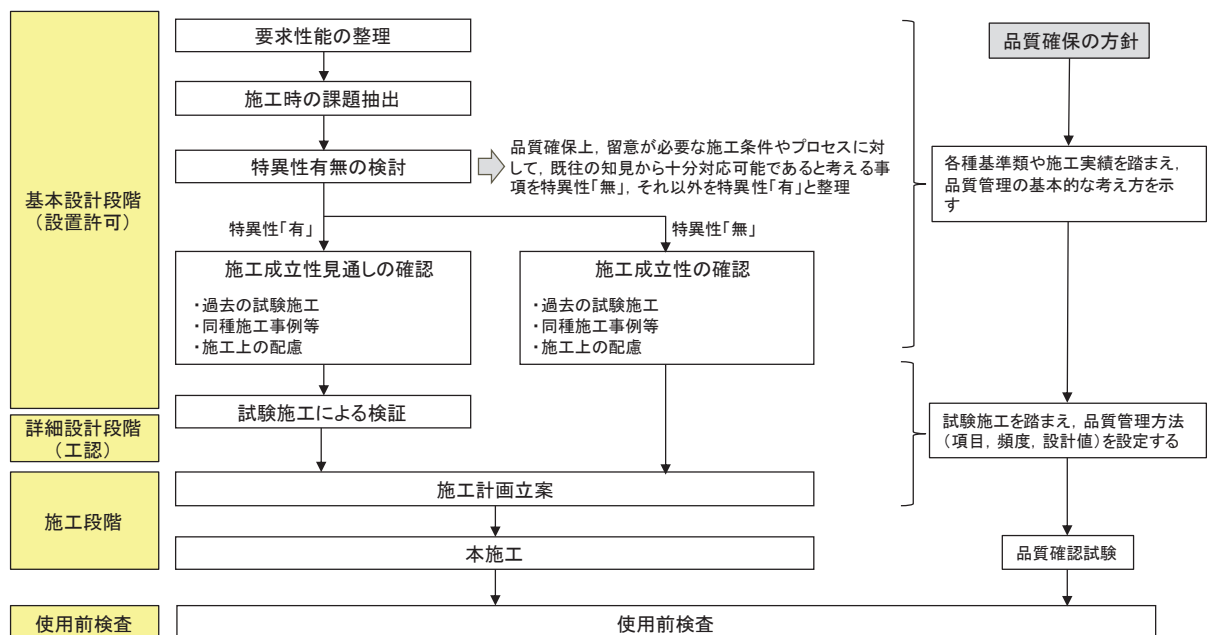 要求性能の整理
品質確保の方針
施工時の課題抽出
特異性有無の検討
品質確保上，留意が必要な施工条件やプロセスに対
して，既往の知見から十分対応可能であると考える事
項を特異性「無」，それ以外を特異性「有」と整理
各種基準類や施工実績を踏まえ，
品質管理の基本的な考え方を示
す
基本設計段階
（設置許可）
特異性「有」
特異性「無」
施工成立性見通しの確認
・過去の試験施工
・同種施工事例等
・施工上の配慮
施工成立性の確認
・過去の試験施工
・同種施工事例等
・施工上の配慮
試験施工による検証
詳細設計段階
（工認）
試験施工を踏まえ，品質管理方法
（項目，頻度，設計値）を設定する
施工計画立案
施工段階
本施工
品質確認試験
使用前検査
使用前検査